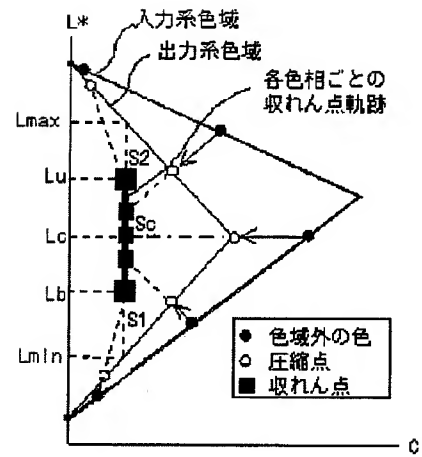 L*
入力系色域
出力系色域
各色相ごとの
収れん点軌跡
Lmax
S2
Lu
Sc
Lc
Lb
S1
Lmin
● 色域外の色
○ 圧縮点
■ 収れん点
C